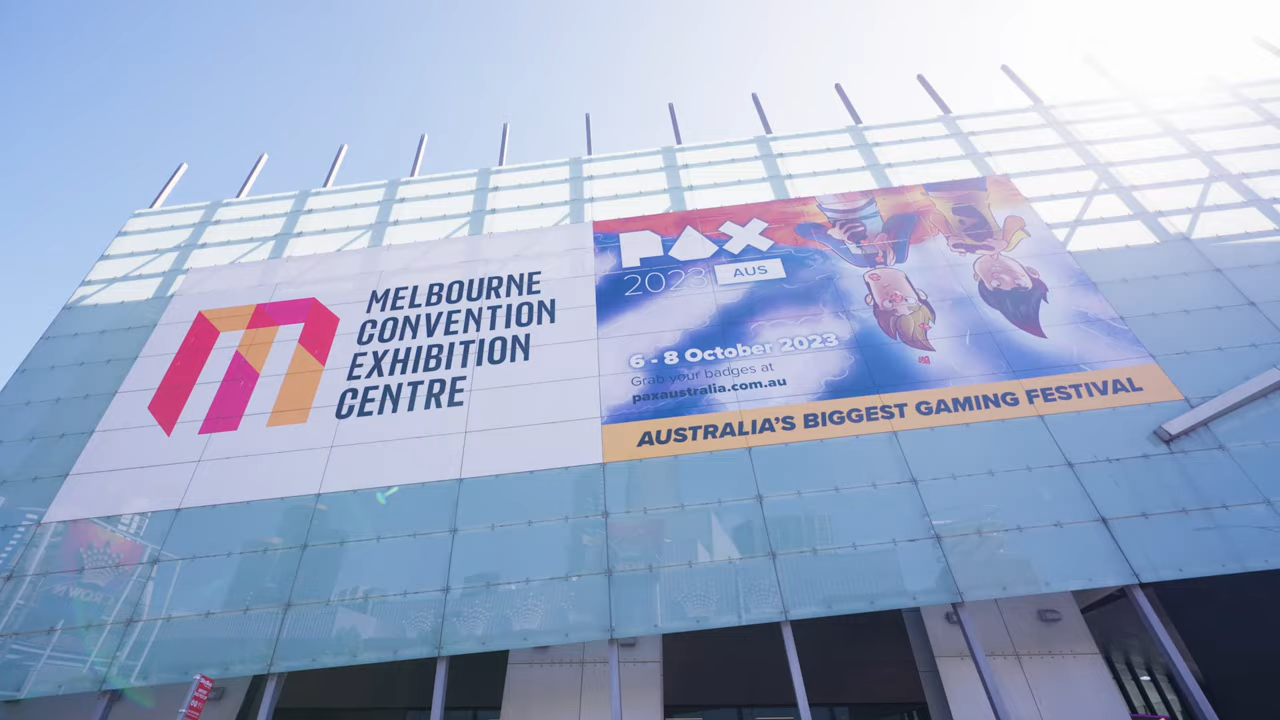 MELBOURNE
CONVENTION
EXHIBITION
CENTRE
PAX
2023 AUS
6 - 8 October 2023
Grab your badges at
paxaustralia.com.au
AUSTRALIA'S BIGGEST GAMING FESTIVAL
CROWN